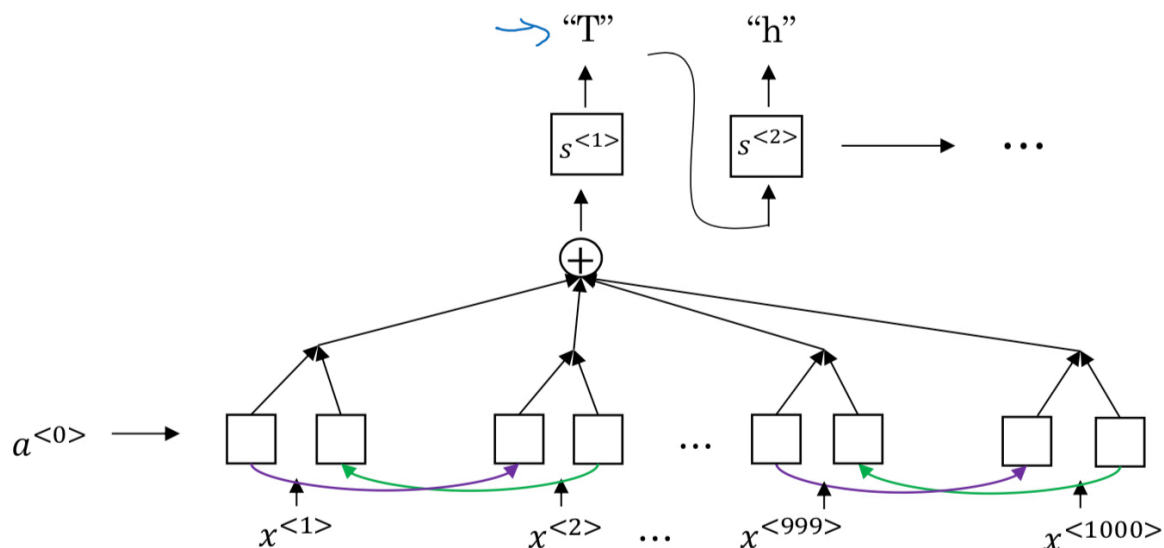 “T” “h”
s<1> s<2> ...
+
a<0> ...
x<1> x<2> ... x<999> x<1000>